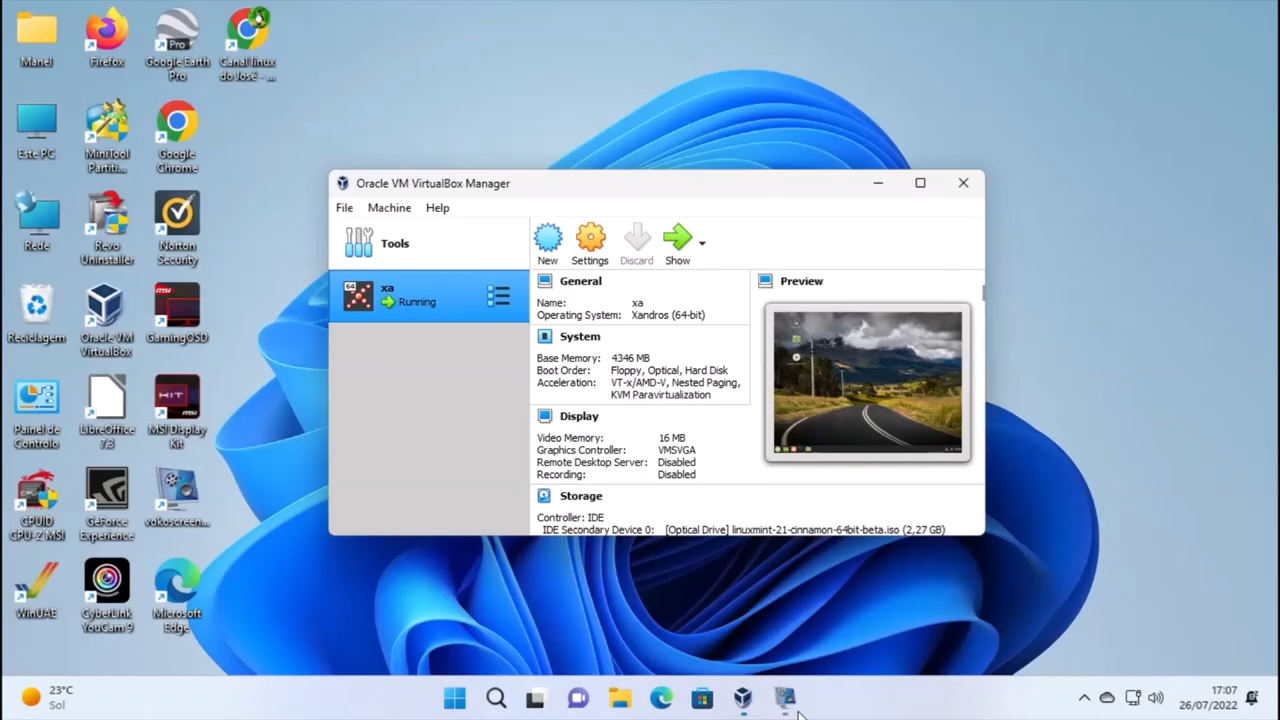 Manel
Firefox
Google Earth
Pro
Canal linux
do José - ...
Este PC
MiniTool
Partiti...
Google
Chrome
Rede
Revo
Uninstaller
Norton
Security
Reciclagem
Oracle VM
VirtualBox
GamingOSD
Painel de
Controlo
LibreOffice
7.3
MSI Display
Kit
CPUID
CPU-Z MSI
GeForce
Experience
vokoscreen...
WinUAE
CyberLink
YouCam 9
Microsoft
Edge
Oracle VM VirtualBox Manager
File Machine Help
Tools
New Settings Discard Show
64
xa
Running
General
Name: xa
Operating System: Xandros (64-bit)
System
Base Memory: 4346 MB
Boot Order: Floppy, Optical, Hard Disk
Acceleration: VT-x/AMD-V, Nested Paging,
KVM Paravirtualization
Display
Video Memory: 16 MB
Graphics Controller: VMSVGA
Remote Desktop Server: Disabled
Recording: Disabled
Storage
Controller: IDE
IDE Secondary Device 0: [Optical Drive] linuxmint-21-cinnamon-64bit-beta.iso (2,27 GB)
Preview
23°C
Sol
17:07
26/07/2022